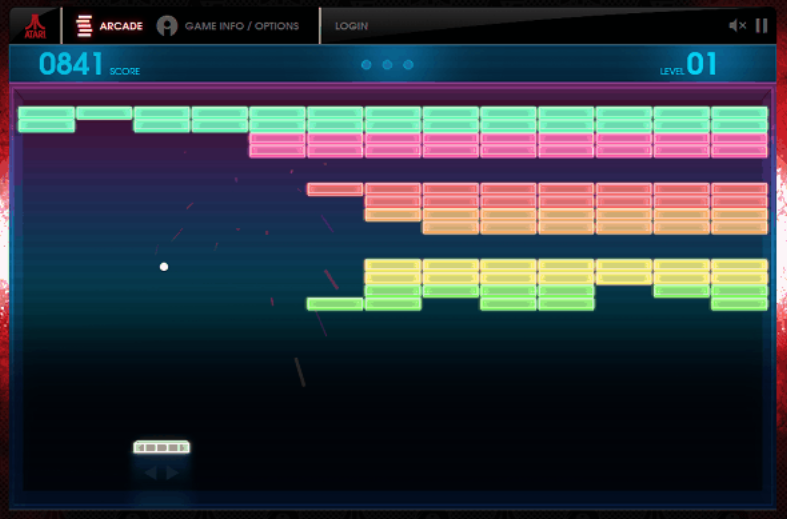 ATARI
ARCADE
GAME INFO / OPTIONS
LOGIN
0841 SCORE
LEVEL 01